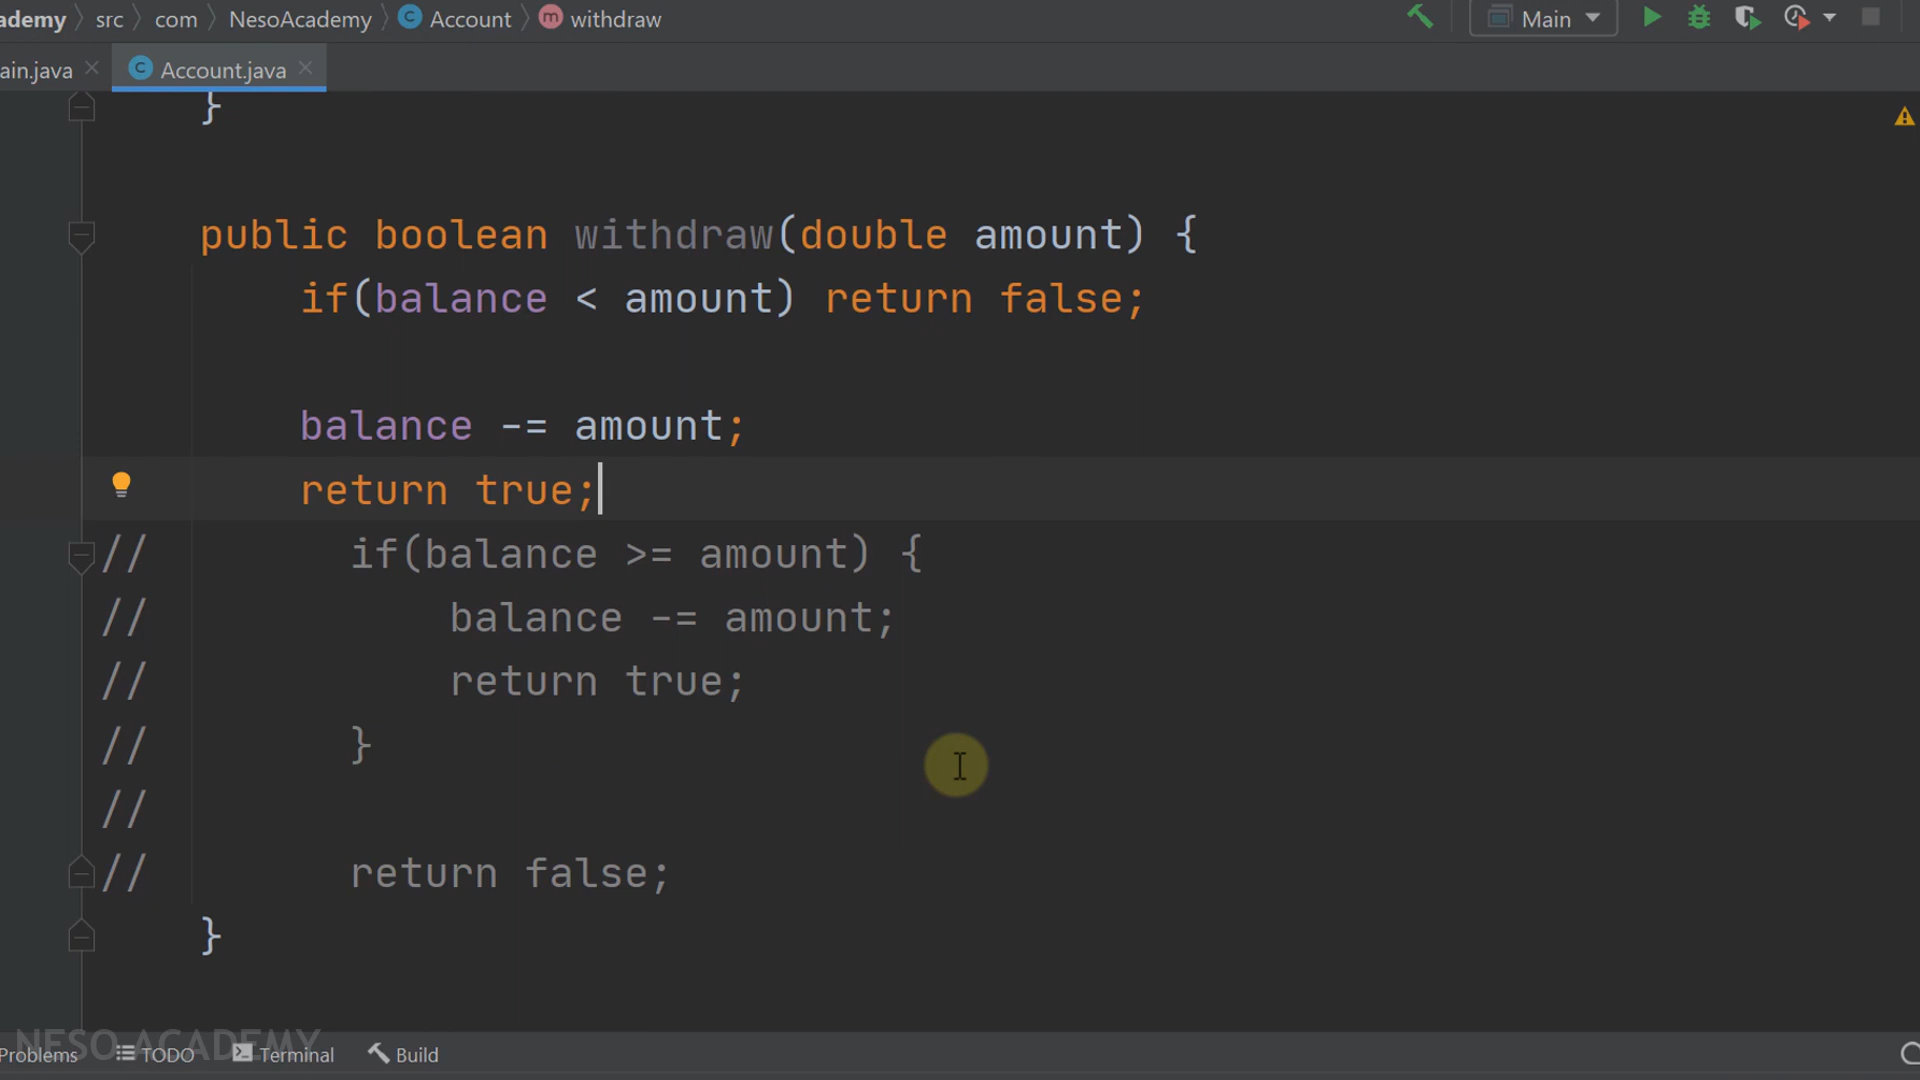 ademy src com NesoAcademy Account withdraw Main
ain.java Account.java
}
public boolean withdraw(double amount) {
if(balance < amount) return false;
balance -= amount;
return true;
// if(balance >= amount) {
// balance -= amount;
// return true;
// }
//
// return false;
}
NESO ACADEMY
Problems TODO Terminal Build